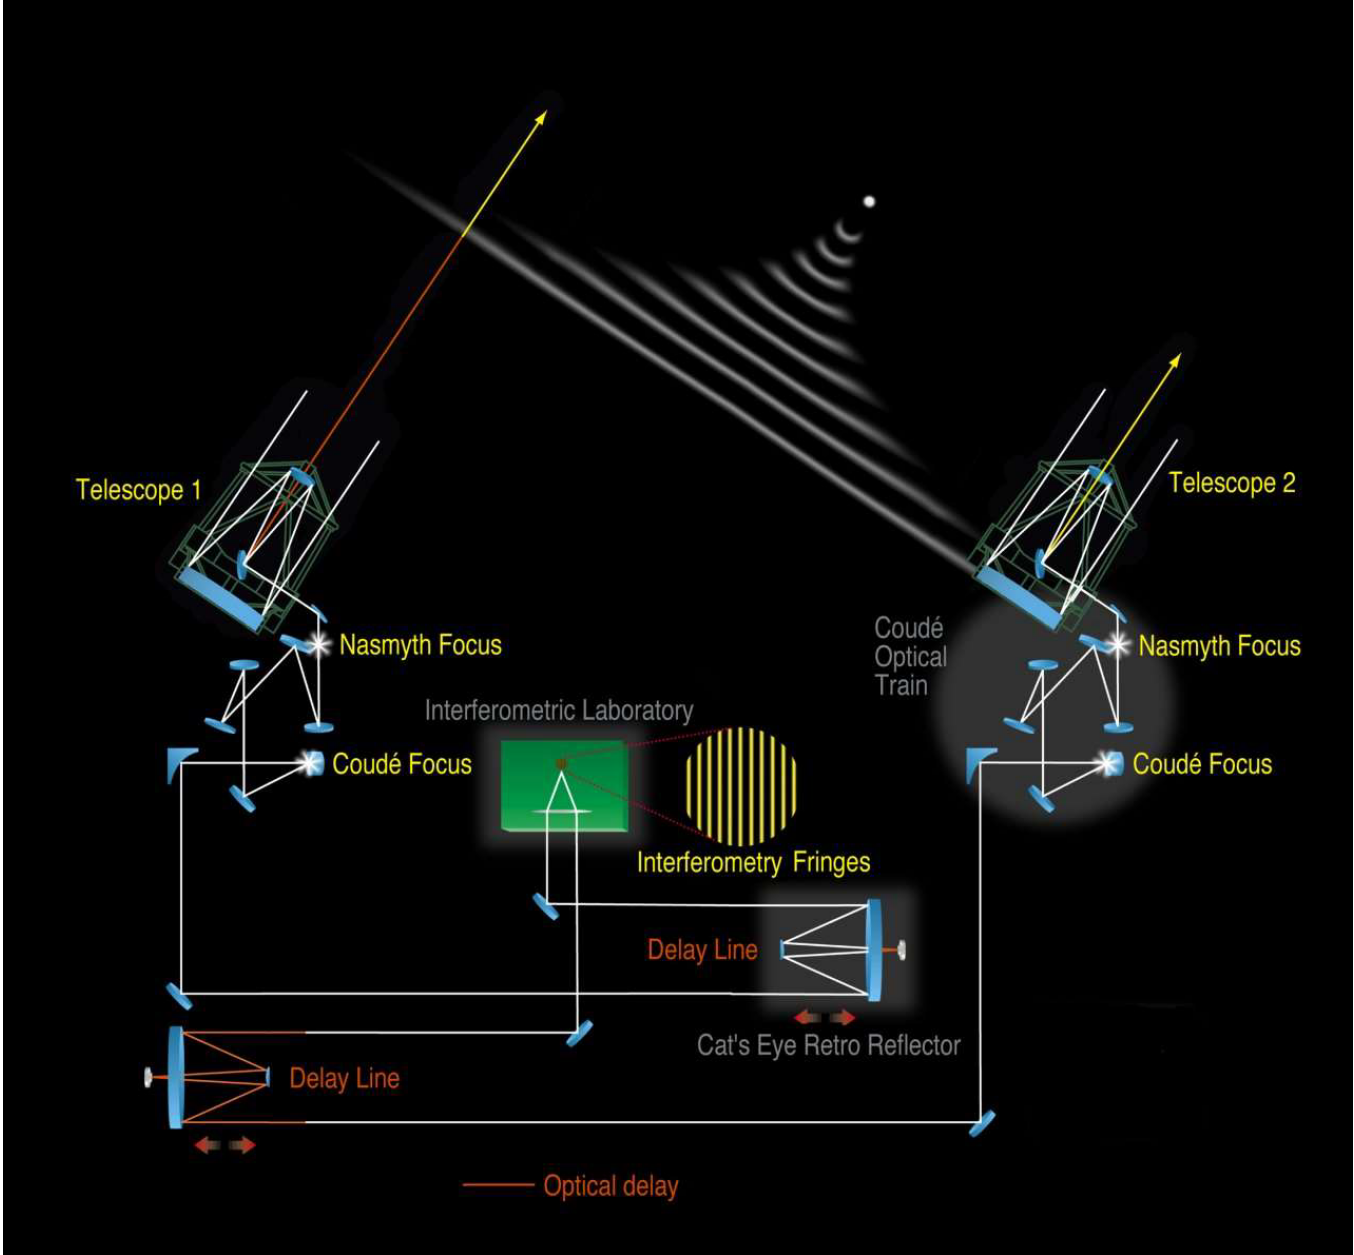 Telescope 1
Telescope 2
Coudé
Optical
Train
Nasmyth Focus
Nasmyth Focus
Interferometric Laboratory
Coudé Focus
Coudé Focus
Interferometry Fringes
Delay Line
Cat's Eye Retro Reflector
Delay Line
Optical delay